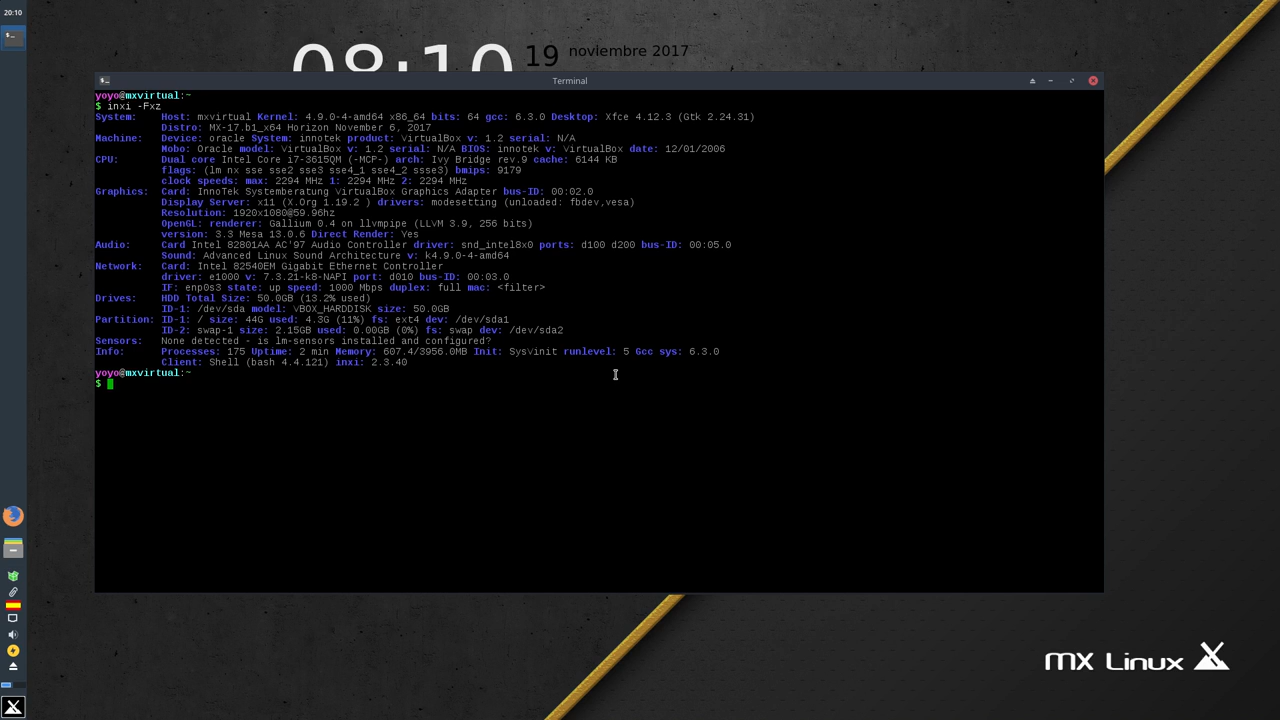 20:10
08:10 19 noviembre 2017
Terminal
yoyo@mxvirtual:~
$ inxi -Fxz
System:    Host: mxvirtual Kernel: 4.9.0-4-amd64 x86_64 bits: 64 gcc: 6.3.0 Desktop: Xfce 4.12.3 (Gtk 2.24.31)
Distro: MX-17.b1_x64 Horizon November 6, 2017
Machine:   Device: oracle System: innotek product: VirtualBox v: 1.2 serial: N/A
Mobo: Oracle model: VirtualBox v: 1.2 serial: N/A BIOS: innotek v: VirtualBox date: 12/01/2006
CPU:       Dual core Intel Core i7-3615QM (-MCP-) arch: Ivy Bridge rev.9 cache: 6144 KB
flags: (lm nx sse sse2 sse3 sse4_1 sse4_2 ssse3) bmips: 9179
clock speeds: max: 2294 MHz 1: 2294 MHz 2: 2294 MHz
Graphics:  Card: InnoTek Systemberatung VirtualBox Graphics Adapter bus-ID: 00:02.0
Display Server: x11 (X.Org 1.19.2 ) drivers: modesetting (unloaded: fbdev,vesa)
Resolution: 1920x1080@59.96hz
OpenGL: renderer: Gallium 0.4 on llvmpipe (LLVM 3.9, 256 bits)
version: 3.3 Mesa 13.0.6 Direct Render: Yes
Audio:     Card Intel 82801AA AC'97 Audio Controller driver: snd_intel8x0 ports: d100 d200 bus-ID: 00:05.0
Sound: Advanced Linux Sound Architecture v: k4.9.0-4-amd64
Network:   Card: Intel 82540EM Gigabit Ethernet Controller
driver: e1000 v: 7.3.21-k8-NAPI port: d010 bus-ID: 00:03.0
IF: enp0s3 state: up speed: 1000 Mbps duplex: full mac: <filter>
Drives:    HDD Total Size: 50.0GB (13.2% used)
ID-1: /dev/sda model: VBOX_HARDDISK size: 50.0GB
Partition: ID-1: / size: 44G used: 4.3G (11%) fs: ext4 dev: /dev/sda1
ID-2: swap-1 size: 2.15GB used: 0.00GB (0%) fs: swap dev: /dev/sda2
Sensors:   None detected - is lm-sensors installed and configured?
Info:      Processes: 175 Uptime: 2 min Memory: 607.4/3956.0MB Init: SysVinit runlevel: 5 Gcc sys: 6.3.0
Client: Shell (bash 4.4.121) inxi: 2.3.40
yoyo@mxvirtual:~
$
MX Linux